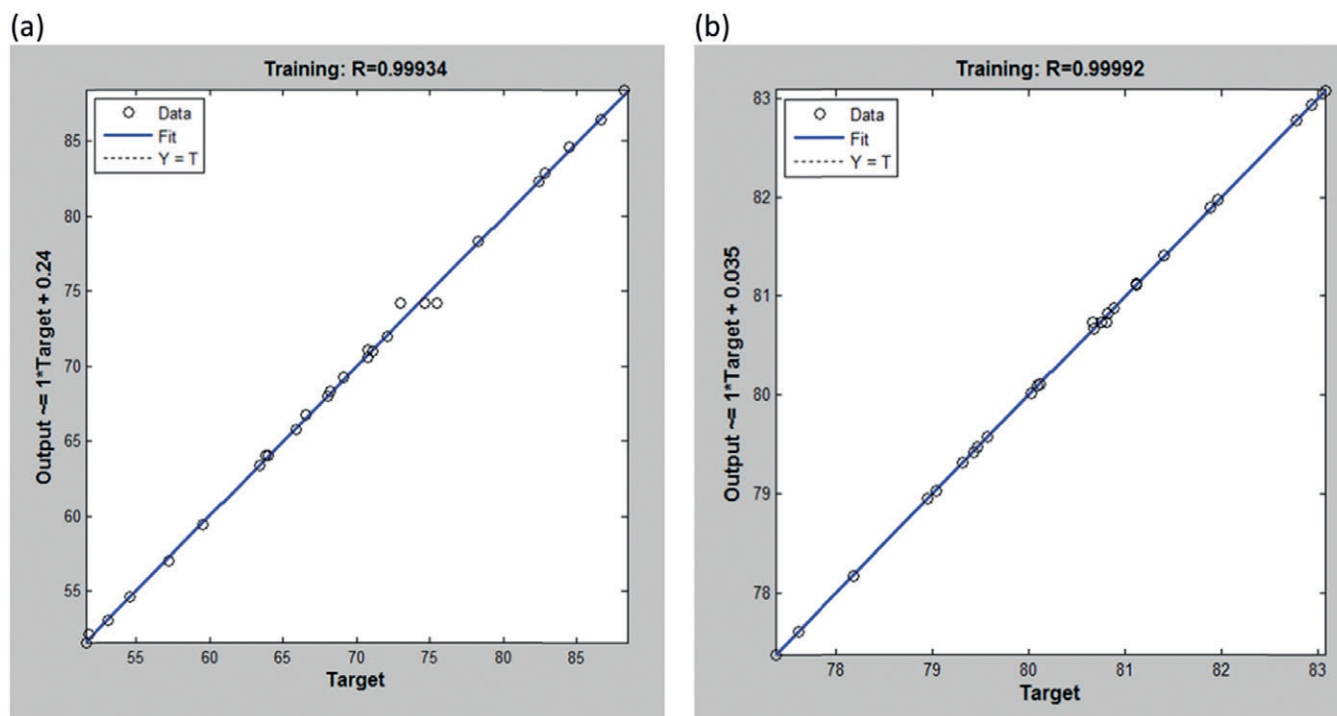 (a)
Training: R=0.99934
Data
Fit
Y = T
85
80
75
70
65
60
55
Output ~= 1*Target + 0.24
55 60 65 70 75 80 85
Target
(b)
Training: R=0.99992
Data
Fit
Y = T
83
82
81
80
79
78
Output ~= 1*Target + 0.035
78 79 80 81 82 83
Target